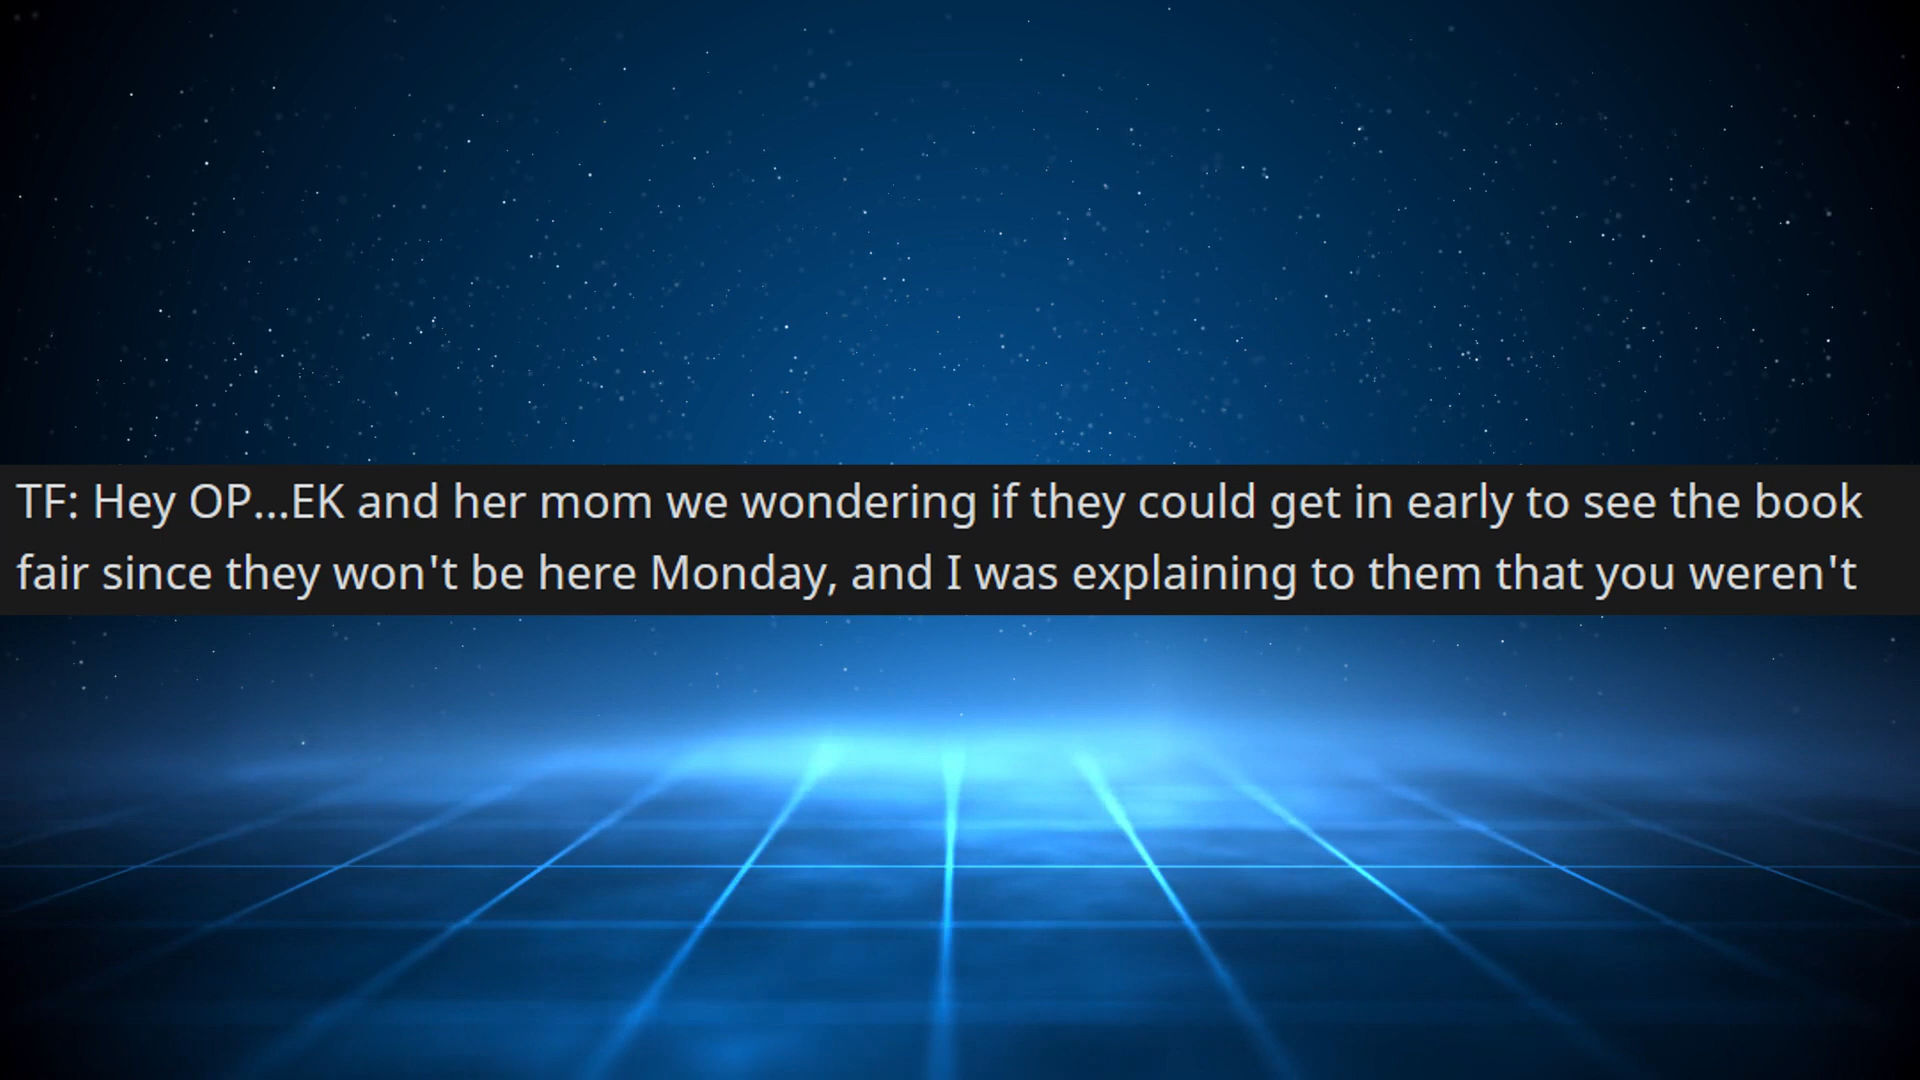 TF: Hey OP...EK and her mom we wondering if they could get in early to see the book
fair since they won't be here Monday, and I was explaining to them that you weren't